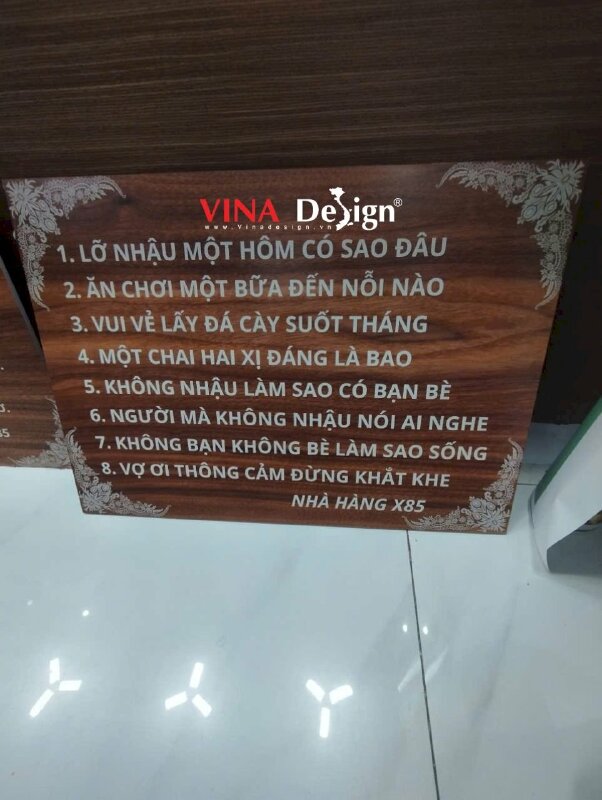 VINA Design®
www.Vinadesign.vn
1. LỠ NHẬU MỘT HÔM CÓ SAO ĐÂU
2. ĂN CHƠI MỘT BỮA ĐẾN NỖI NÀO
3. VUI VẺ LẤY ĐÁ CÀY SUỐT THÁNG
4. MỘT CHAI HAI XỊ ĐÁNG LÀ BAO
5. KHÔNG NHẬU LÀM SAO CÓ BẠN BÈ
6. NGƯỜI MÀ KHÔNG NHẬU NÓI AI NGHE
7. KHÔNG BẠN KHÔNG BÈ LÀM SAO SỐNG
8. VỢ ƠI THÔNG CẢM ĐỪNG KHẮT KHE
NHÀ HÀNG X85